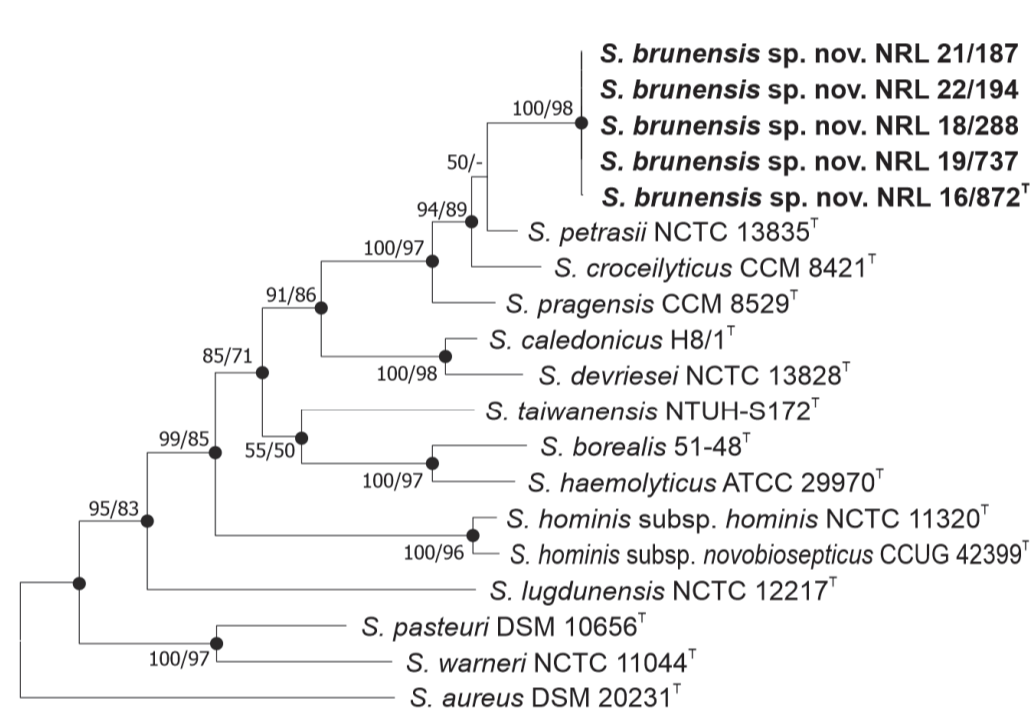 S. brunensis sp. nov. NRL 21/187
S. brunensis sp. nov. NRL 22/194
100/98
S. brunensis sp. nov. NRL 18/288
50/-
S. brunensis sp. nov. NRL 19/737
S. brunensis sp. nov. NRL 16/872ᵀ
94/89
S. petrasii NCTC 13835ᵀ
100/97
S. croceilyticus CCM 8421ᵀ
91/86
S. pragensis CCM 8529ᵀ
S. caledonicus H8/1ᵀ
85/71
100/98
S. devriesei NCTC 13828ᵀ
S. taiwanensis NTUH-S172ᵀ
99/85
55/50
S. borealis 51-48ᵀ
100/97
S. haemolyticus ATCC 29970ᵀ
95/83
S. hominis subsp. hominis NCTC 11320ᵀ
100/96
S. hominis subsp. novobiosepticus CCUG 42399ᵀ
S. lugdunensis NCTC 12217ᵀ
S. pasteuri DSM 10656ᵀ
100/97
S. warneri NCTC 11044ᵀ
S. aureus DSM 20231ᵀ